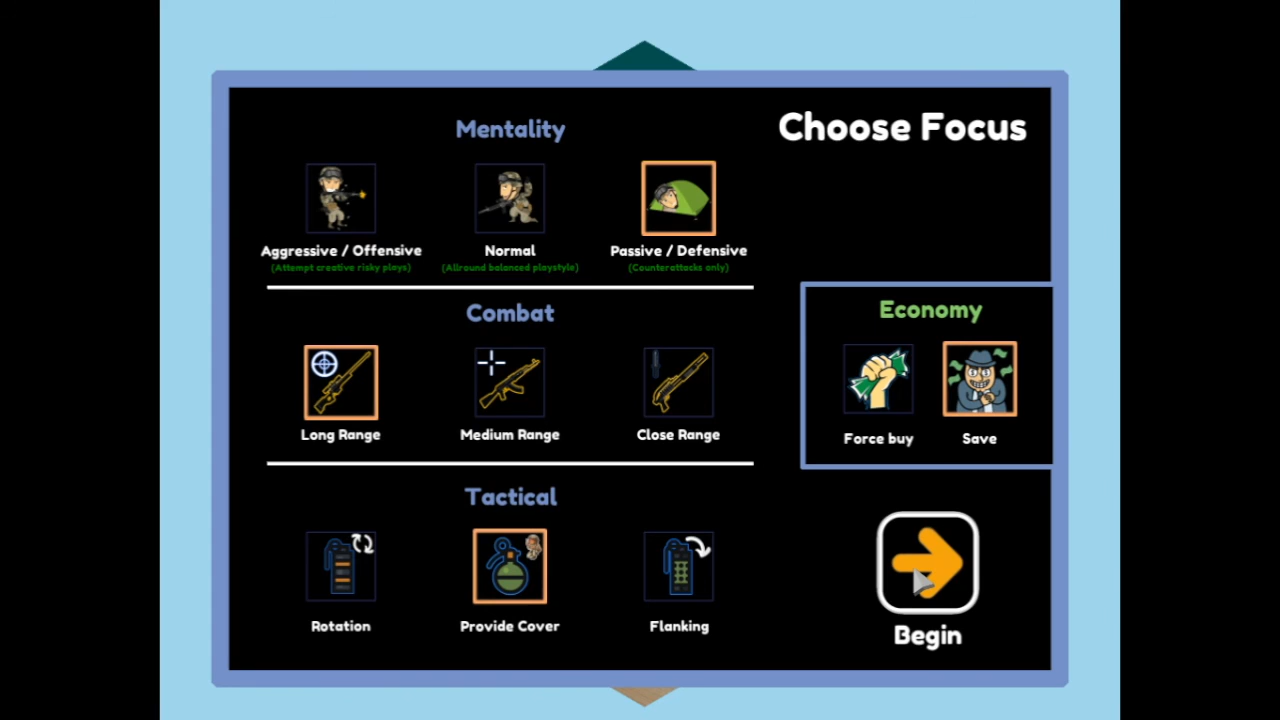 Choose Focus
Mentality
Aggressive / Offensive
(Attempt creative risky plays)
Normal
(Allround balanced playstyle)
Passive / Defensive
(Counterattacks only)
Combat
Long Range
Medium Range
Close Range
Economy
Force buy
Save
Tactical
Rotation
Provide Cover
Flanking
Begin